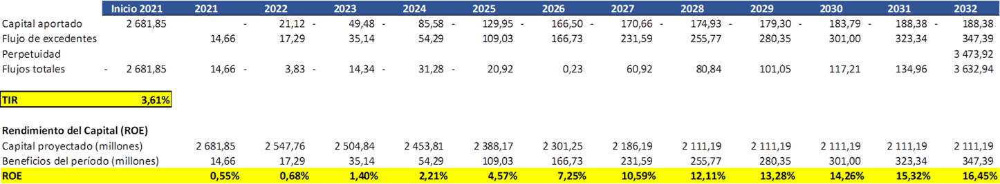 Inicio 2021 2021 2022 2023 2024 2025 2026 2027 2028 2029 2030 2031 2032
Capital aportado 2 681,85 - - 21,12 - 49,48 - 85,58 - 129,95 - 166,50 - 170,66 - 174,93 - 179,30 - 183,79 - 188,38 - 188,38
Flujo de excedentes 14,66 17,29 35,14 54,29 109,03 166,73 231,59 255,77 280,35 301,00 323,34 347,39
Perpetuidad 3 473,92
Flujos totales - 2 681,85 14,66 - 3,83 - 14,34 - 31,28 - 20,92 0,23 60,92 80,84 101,05 117,21 134,96 3 632,94
TIR 3,61%
Rendimiento del Capital (ROE)
Capital proyectado (millones) 2 681,85 2 547,76 2 504,84 2 453,81 2 388,17 2 301,25 2 186,19 2 111,19 2 111,19 2 111,19 2 111,19 2 111,19
Beneficios del período (millones) 14,66 17,29 35,14 54,29 109,03 166,73 231,59 255,77 280,35 301,00 323,34 347,39
ROE 0,55% 0,68% 1,40% 2,21% 4,57% 7,25% 10,59% 12,11% 13,28% 14,26% 15,32% 16,45%